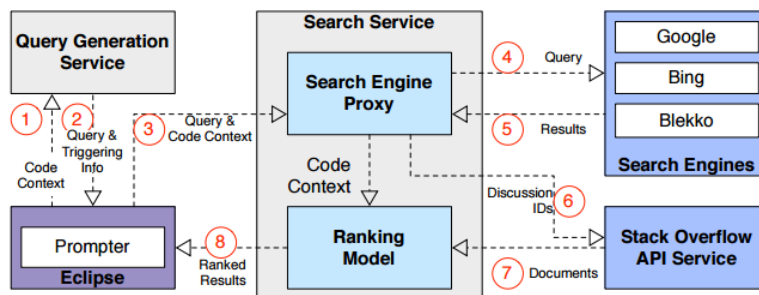 Query Generation
Service
1
2
Code
Context
Query &
Triggering
Info
3
Query &
Code Context
Prompter
Eclipse
Search Service
Search Engine
Proxy
Code
Context
Ranking
Model
4
Query
5
Results
Google
Bing
Blekko
Search Engines
Discussion
IDs
6
Stack Overflow
API Service
7
Documents
8
Ranked
Results